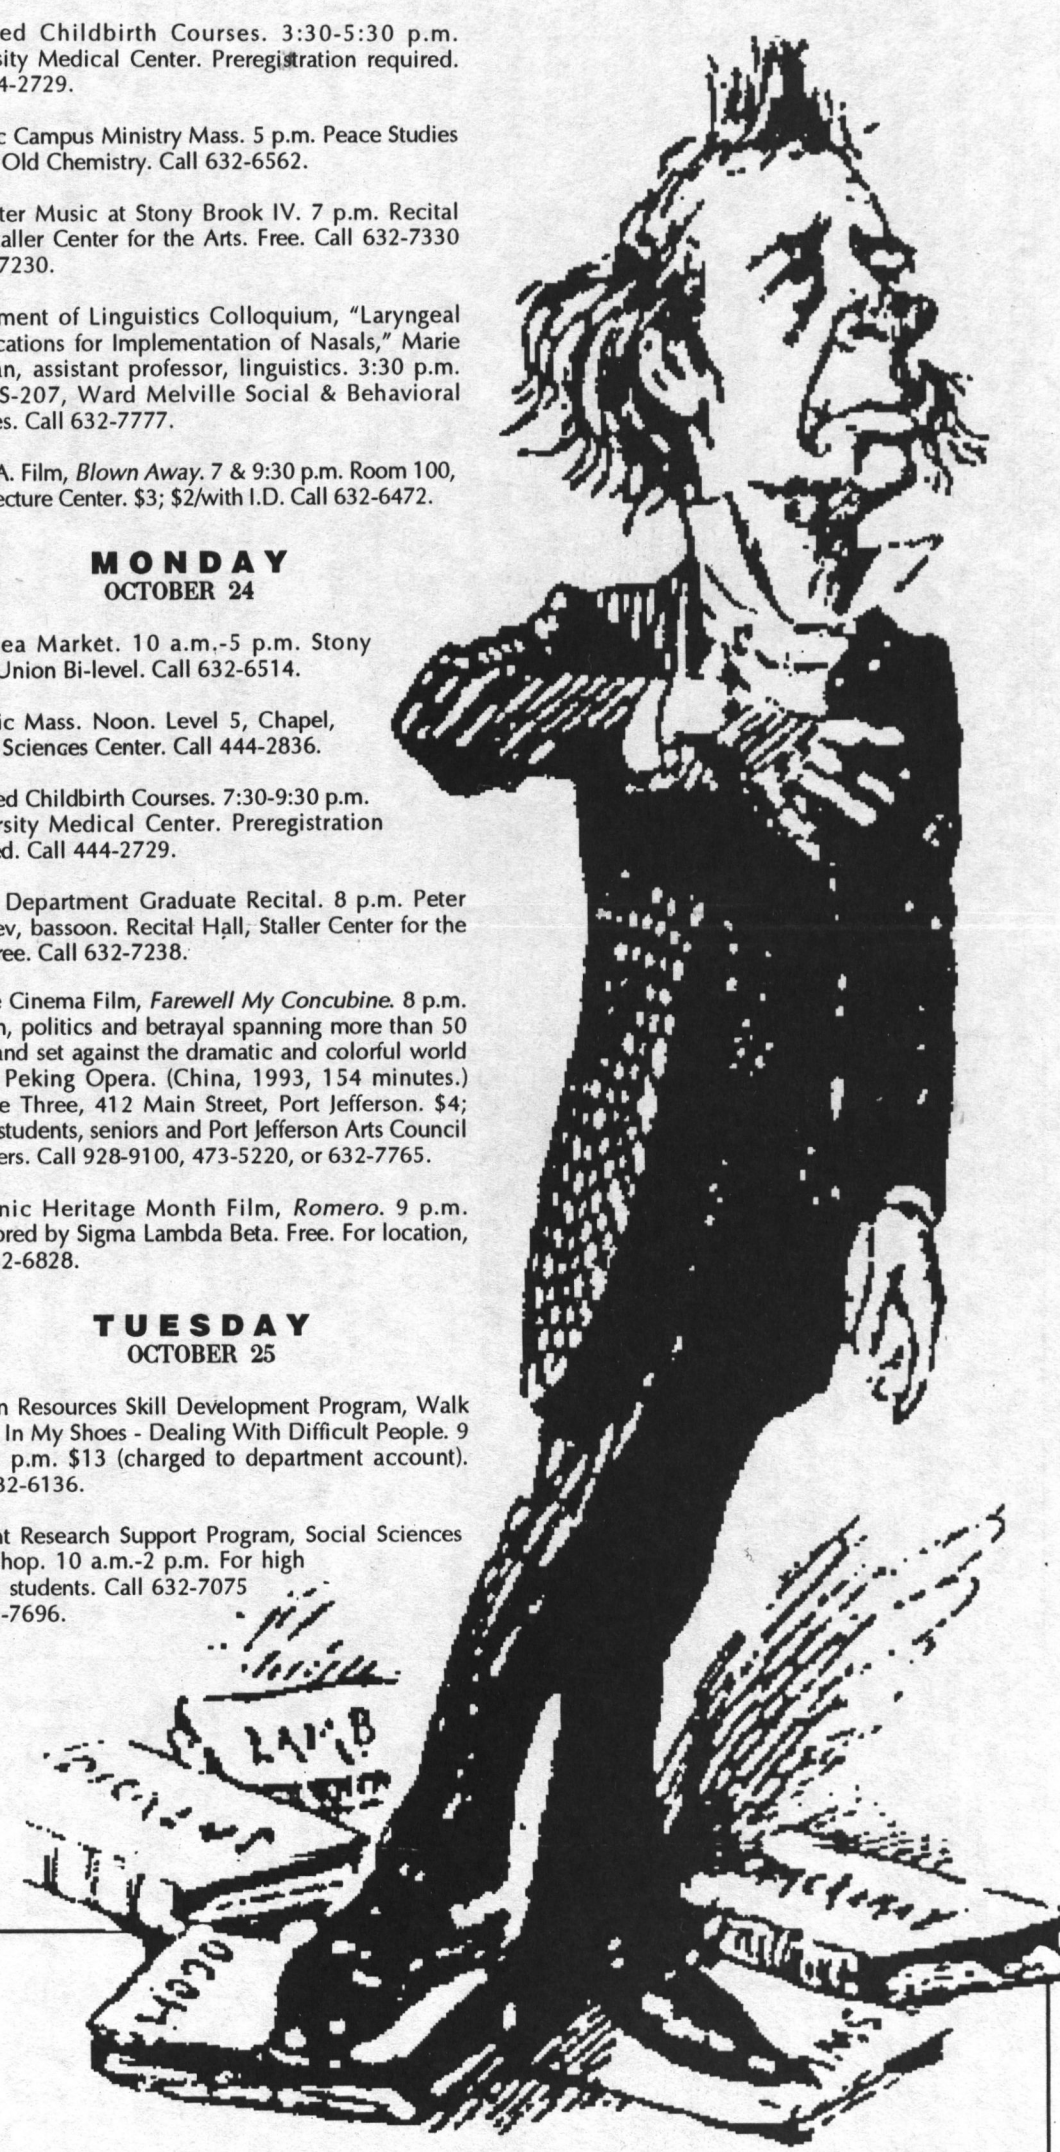 ed Childbirth Courses. 3:30-5:30 p.m.
sity Medical Center. Preregistration required.
4-2729.
c Campus Ministry Mass. 5 p.m. Peace Studies
Old Chemistry. Call 632-6562.
ter Music at Stony Brook IV. 7 p.m. Recital
taller Center for the Arts. Free. Call 632-7330
7230.
ment of Linguistics Colloquium, “Laryngeal
cations for Implementation of Nasals,” Marie
an, assistant professor, linguistics. 3:30 p.m.
S-207, Ward Melville Social & Behavioral
es. Call 632-7777.
A. Film, Blown Away. 7 & 9:30 p.m. Room 100,
ecture Center. $3; $2/with I.D. Call 632-6472.
MONDAY
OCTOBER 24
ea Market. 10 a.m.-5 p.m. Stony
Union Bi-level. Call 632-6514.
ic Mass. Noon. Level 5, Chapel,
Sciences Center. Call 444-2836.
ed Childbirth Courses. 7:30-9:30 p.m.
rsity Medical Center. Preregistration
ed. Call 444-2729.
Department Graduate Recital. 8 p.m. Peter
ev, bassoon. Recital Hall, Staller Center for the
ree. Call 632-7238.
e Cinema Film, Farewell My Concubine. 8 p.m.
n, politics and betrayal spanning more than 50
and set against the dramatic and colorful world
Peking Opera. (China, 1993, 154 minutes.)
e Three, 412 Main Street, Port Jefferson. $4;
students, seniors and Port Jefferson Arts Council
ers. Call 928-9100, 473-5220, or 632-7765.
nic Heritage Month Film, Romero. 9 p.m.
ored by Sigma Lambda Beta. Free. For location,
2-6828.
TUESDAY
OCTOBER 25
n Resources Skill Development Program, Walk
In My Shoes - Dealing With Difficult People. 9
p.m. $13 (charged to department account).
32-6136.
nt Research Support Program, Social Sciences
hop. 10 a.m.-2 p.m. For high
students. Call 632-7075
-7696.
LAMB
DICKENS
HOOD